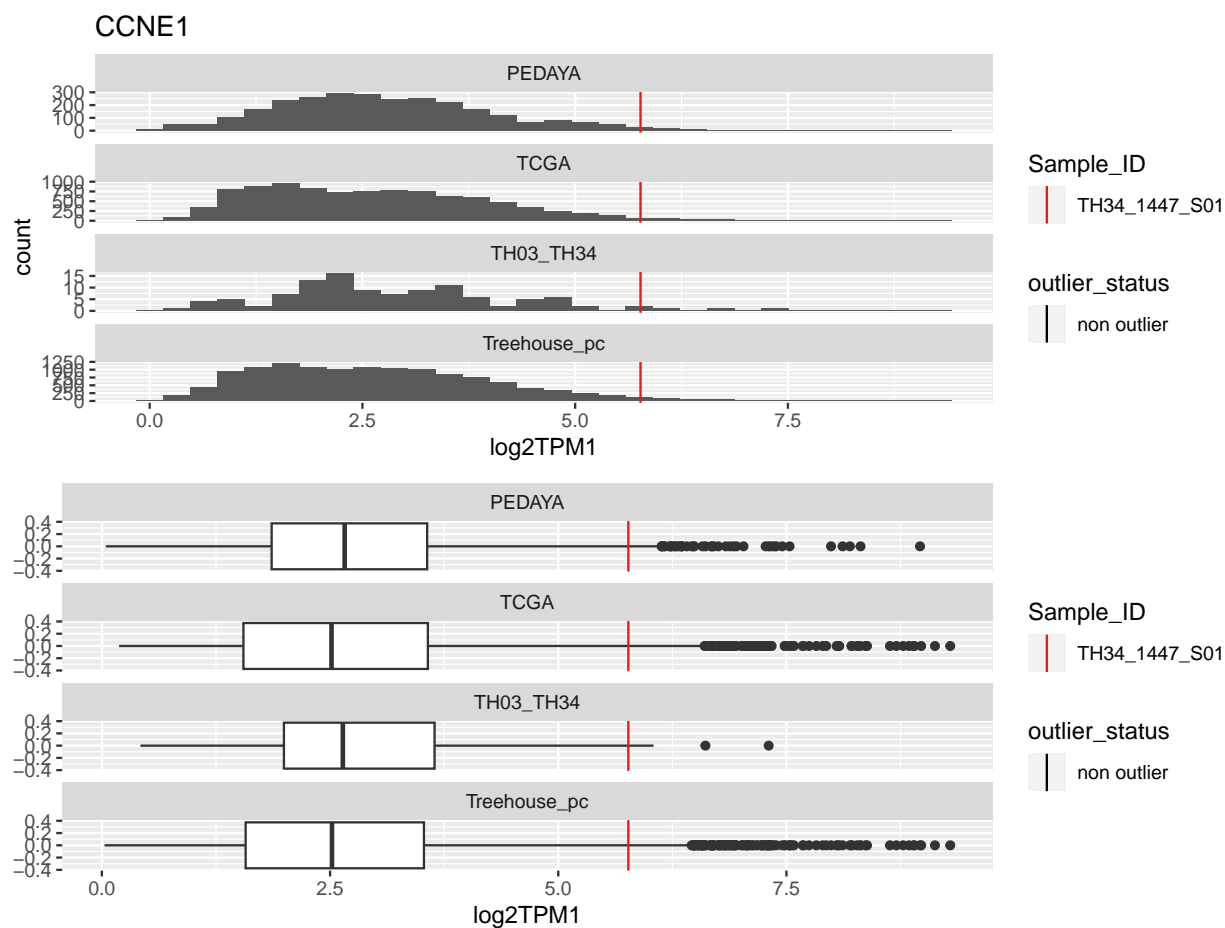 CCNE1
PEDAYA
300
200
100
0
TCGA
1000
750
500
250
0
TH03_TH34
15
10
5
0
Treehouse_pc
1250
1000
750
500
250
0
0.0 2.5 5.0 7.5
log2TPM1
count
Sample_ID
TH34_1447_S01
outlier_status
non outlier
PEDAYA
0.4
0.2
0.0
−0.2
−0.4
TCGA
0.4
0.2
0.0
−0.2
−0.4
TH03_TH34
0.4
0.2
0.0
−0.2
−0.4
Treehouse_pc
0.4
0.2
0.0
−0.2
−0.4
0.0 2.5 5.0 7.5
log2TPM1
Sample_ID
TH34_1447_S01
outlier_status
non outlier